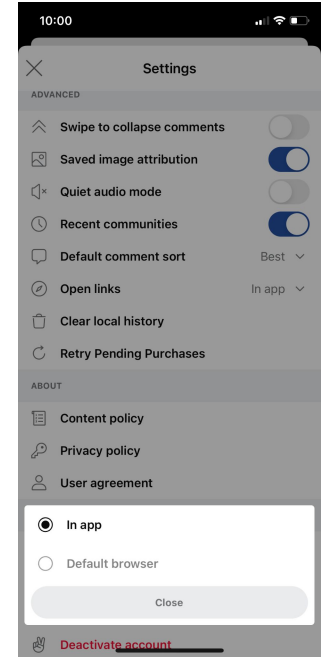 10:00
Settings
ADVANCED
Swipe to collapse comments
Saved image attribution
Quiet audio mode
Recent communities
Default comment sort Best
Open links In app
Clear local history
Retry Pending Purchases
ABOUT
Content policy
Privacy policy
User agreement
In app
Default browser
Close
Deactivate account